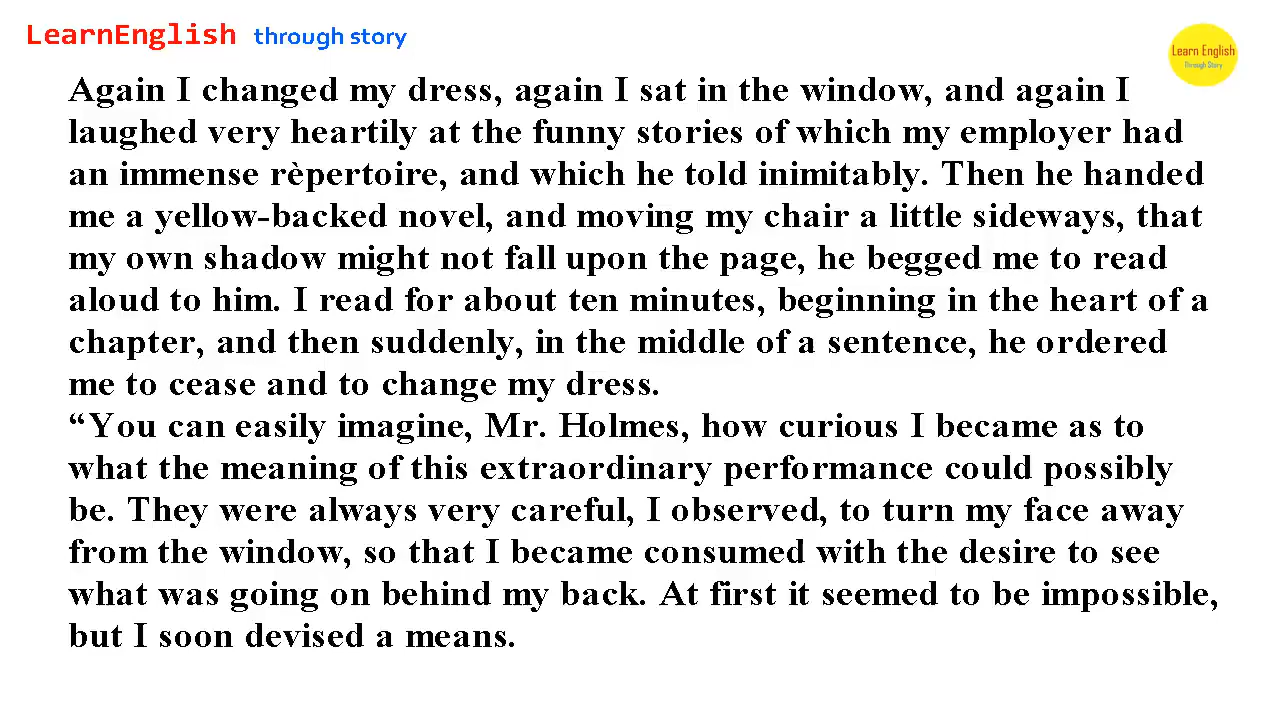 LearnEnglish through story
Learn English
Through Story
Again I changed my dress, again I sat in the window, and again I
laughed very heartily at the funny stories of which my employer had
an immense rèpertoire, and which he told inimitably. Then he handed
me a yellow-backed novel, and moving my chair a little sideways, that
my own shadow might not fall upon the page, he begged me to read
aloud to him. I read for about ten minutes, beginning in the heart of a
chapter, and then suddenly, in the middle of a sentence, he ordered
me to cease and to change my dress.
“You can easily imagine, Mr. Holmes, how curious I became as to
what the meaning of this extraordinary performance could possibly
be. They were always very careful, I observed, to turn my face away
from the window, so that I became consumed with the desire to see
what was going on behind my back. At first it seemed to be impossible,
but I soon devised a means.